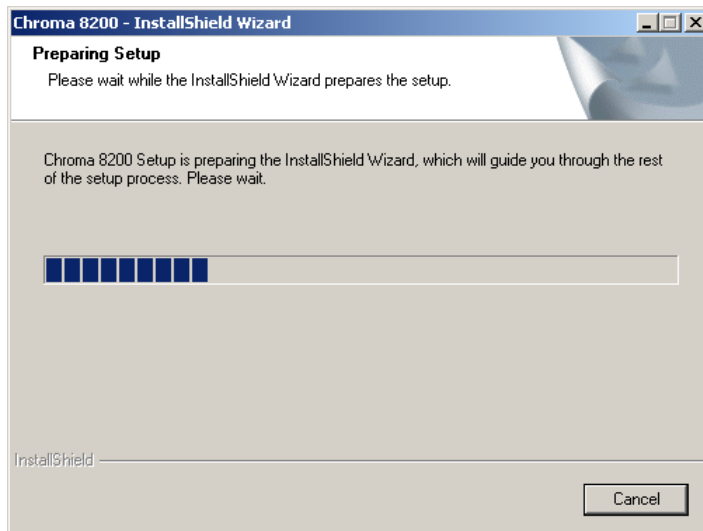 Chroma 8200 - InstallShield Wizard
Preparing Setup
Please wait while the InstallShield Wizard prepares the setup.
Chroma 8200 Setup is preparing the InstallShield Wizard, which will guide you through the rest
of the setup process. Please wait.
InstallShield
Cancel